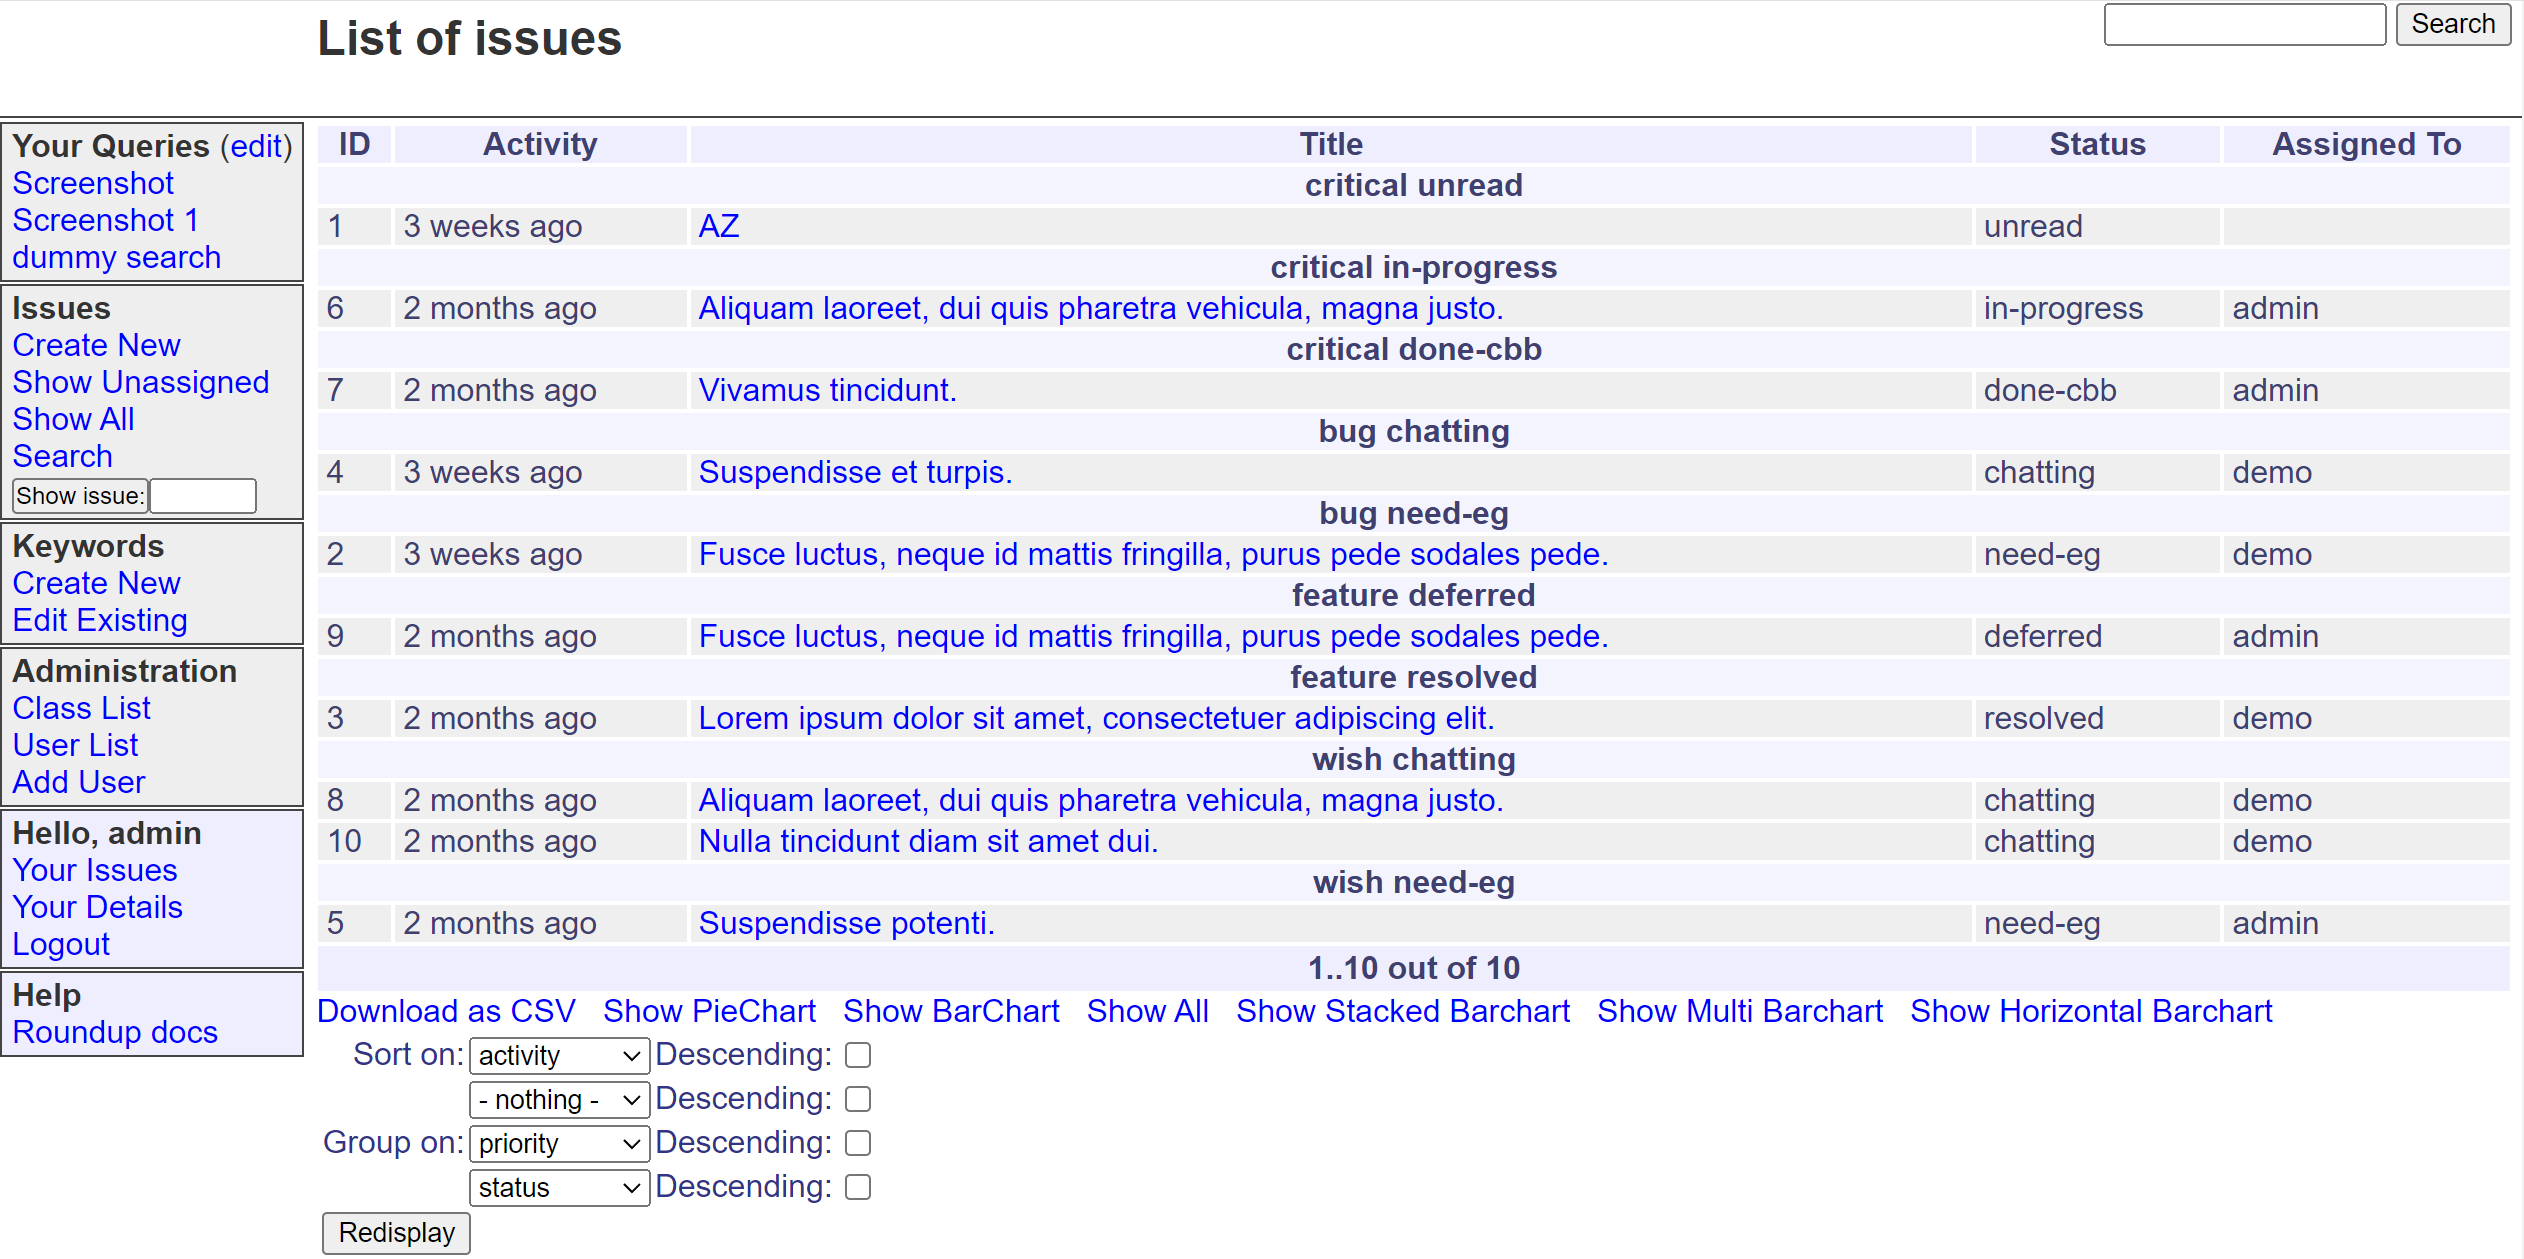 List of issues
Search
Your Queries (edit)
Screenshot
Screenshot 1
dummy search
Issues
Create New
Show Unassigned
Show All
Search
Show issue:
Keywords
Create New
Edit Existing
Administration
Class List
User List
Add User
Hello, admin
Your Issues
Your Details
Logout
Help
Roundup docs
ID Activity Title Status Assigned To
critical unread
1 3 weeks ago AZ unread
critical in-progress
6 2 months ago Aliquam laoreet, dui quis pharetra vehicula, magna justo. in-progress admin
critical done-cbb
7 2 months ago Vivamus tincidunt. done-cbb admin
bug chatting
4 3 weeks ago Suspendisse et turpis. chatting demo
bug need-eg
2 3 weeks ago Fusce luctus, neque id mattis fringilla, purus pede sodales pede. need-eg demo
feature deferred
9 2 months ago Fusce luctus, neque id mattis fringilla, purus pede sodales pede. deferred admin
feature resolved
3 2 months ago Lorem ipsum dolor sit amet, consectetuer adipiscing elit. resolved demo
wish chatting
8 2 months ago Aliquam laoreet, dui quis pharetra vehicula, magna justo. chatting demo
10 2 months ago Nulla tincidunt diam sit amet dui. chatting demo
wish need-eg
5 2 months ago Suspendisse potenti. need-eg admin
1..10 out of 10
Download as CSV Show PieChart Show BarChart Show All Show Stacked Barchart Show Multi Barchart Show Horizontal Barchart
Sort on: activity Descending:
- nothing - Descending:
Group on: priority Descending:
status Descending:
Redisplay